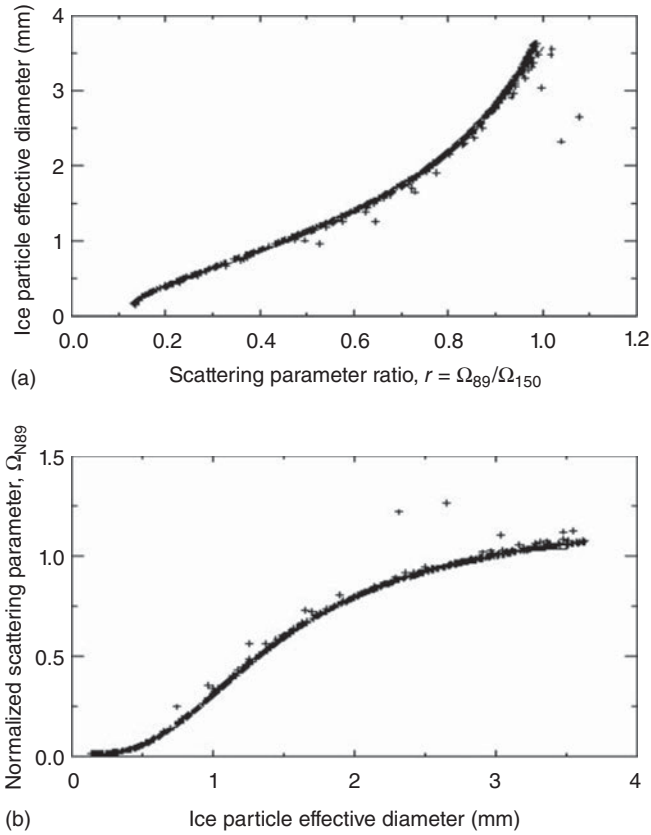 4
3
2
1
0
Ice particle effective diameter (mm)
0.0 0.2 0.4 0.6 0.8 1.0 1.2
(a) Scattering parameter ratio, r = Ω89/Ω150
1.5
1.0
0.5
0.0
Normalized scattering parameter, ΩN89
0 1 2 3 4
(b) Ice particle effective diameter (mm)